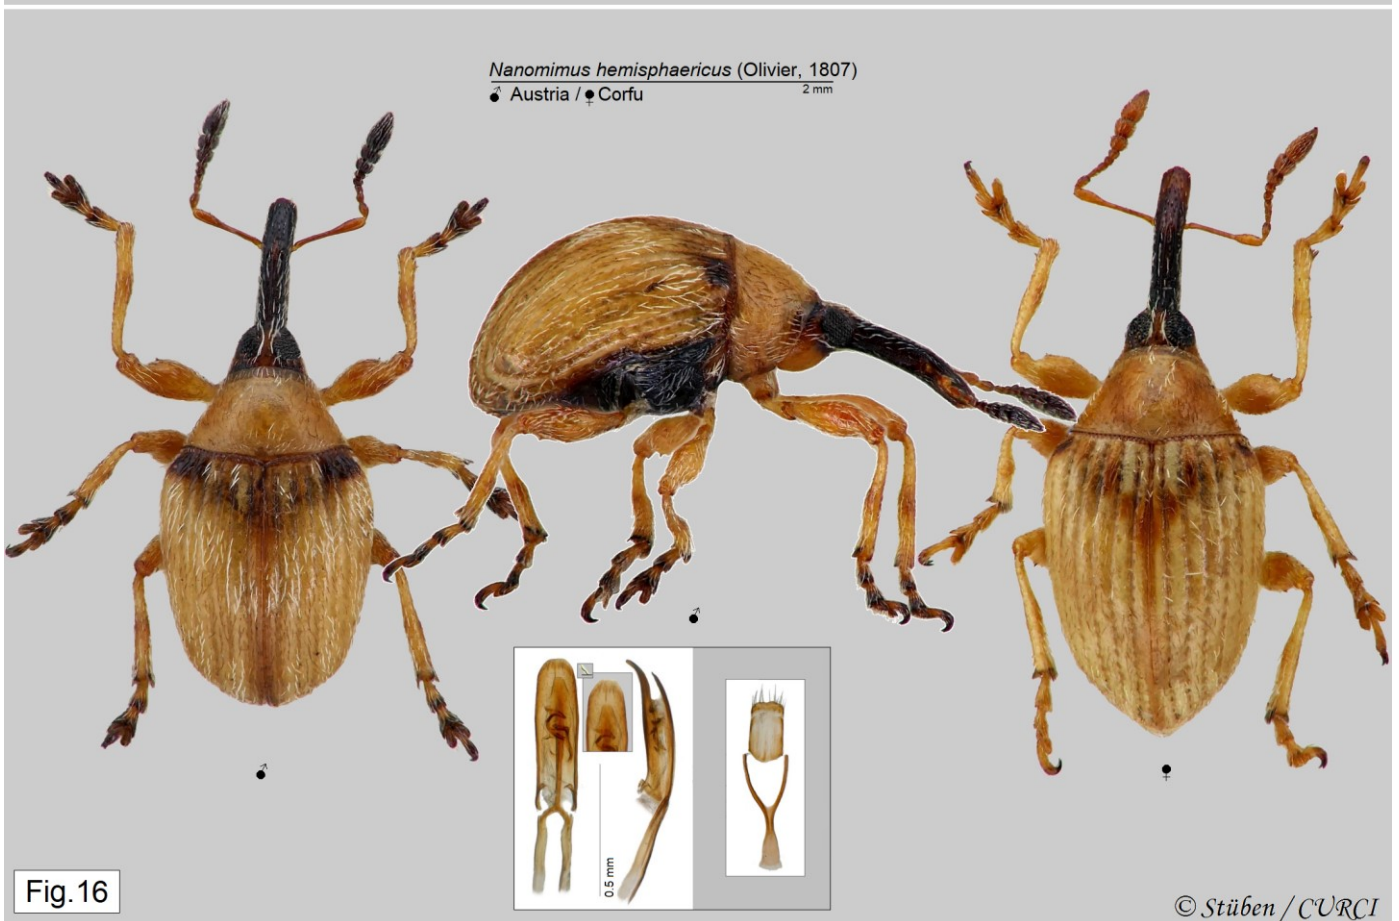 Nanomimus hemisphaericus (Olivier, 1807)
♂ Austria / ♀ Corfu
2 mm
♂
♂
♀
0.5 mm
Fig.16
© Stüben / CURCI